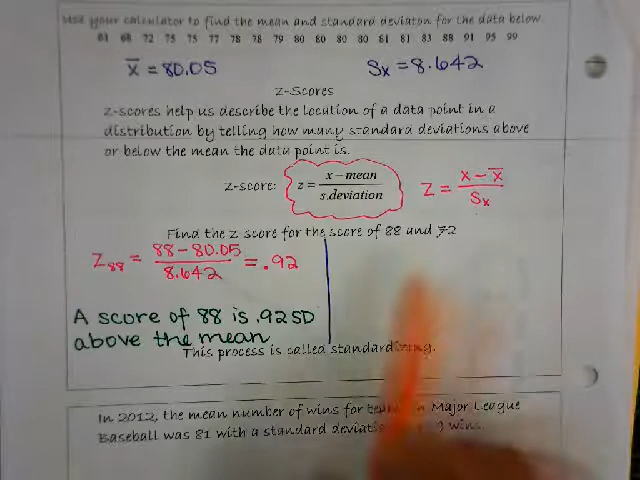 Use your calculator to find the mean and standard deviaton for the data below.
61 68 72 75 75 77 78 78 79 80 80 80 80 81 81 83 88 91 95 99
x̅ = 80.05 Sx = 8.642
z-Scores
z-scores help us describe the location of a data point in a
distribution by telling how many standard deviations above
or below the mean the data point is.
z-score: z = x - mean / s.deviation Z = x - x̅ / Sx
Find the z score for the score of 88 and 72
Z88 = 88 - 80.05 / 8.642 = .92
A score of 88 is .92SD
above the mean
This process is called standardizing.
In 2012, the mean number of wins for in Major League
Baseball was 81 with a standard wins.